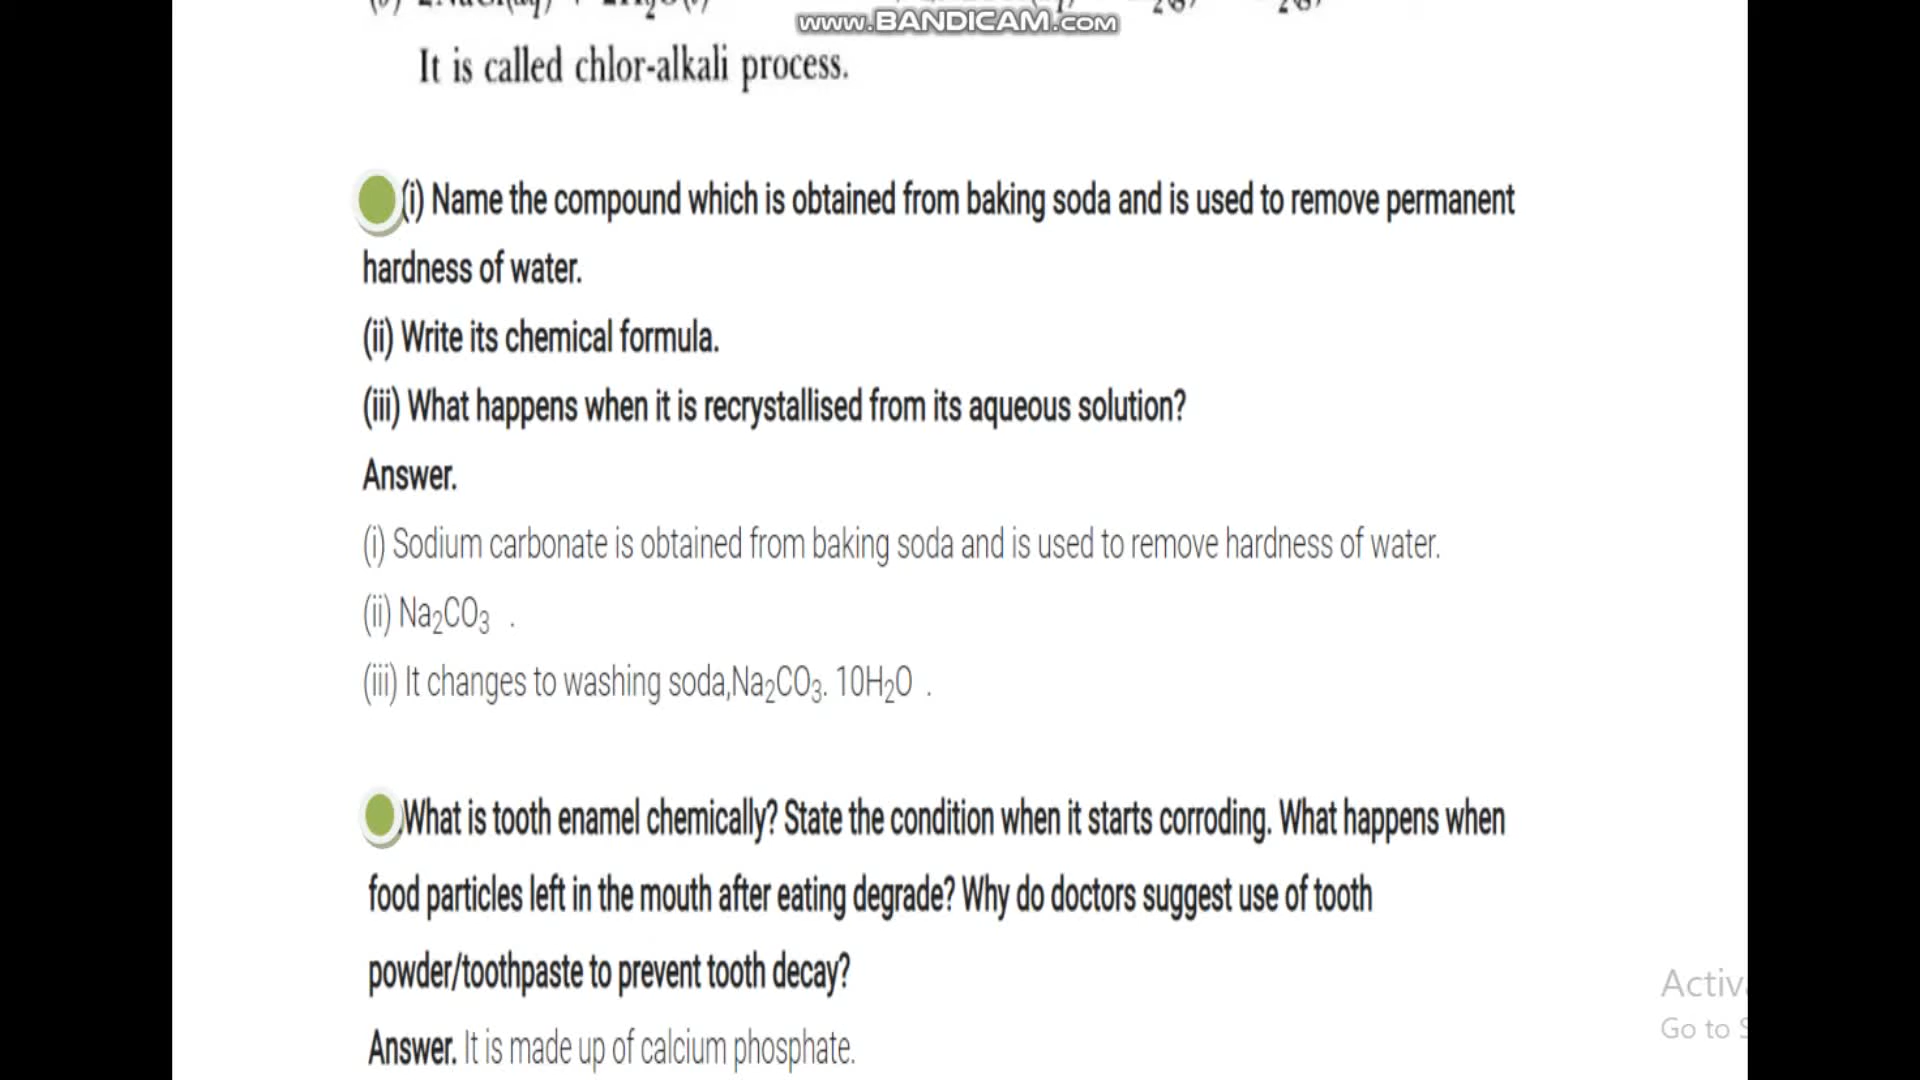 www.BANDICAM.com
It is called chlor-alkali process.
(i) Name the compound which is obtained from baking soda and is used to remove permanent
hardness of water.
(ii) Write its chemical formula.
(iii) What happens when it is recrystallised from its aqueous solution?
Answer.
(i) Sodium carbonate is obtained from baking soda and is used to remove hardness of water.
(ii) Na₂CO₃ .
(iii) It changes to washing soda,Na₂CO₃. 10H₂O .
.What is tooth enamel chemically? State the condition when it starts corroding. What happens when
food particles left in the mouth after eating degrade? Why do doctors suggest use of tooth
powder/toothpaste to prevent tooth decay?
Answer. It is made up of calcium phosphate.
Activ
Go to S